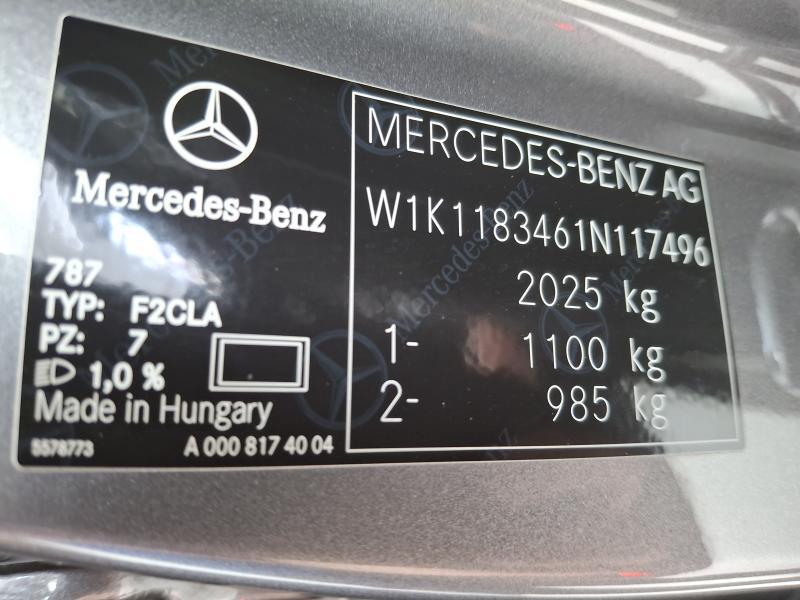 Mercedes-Benz
787
TYP: F2CLA
PZ: 7
1,0 %
Made in Hungary
5578773
A 000 817 40 04
MERCEDES-BENZ AG
W1K1183461N117496
2025 kg
1- 1100 kg
2- 985 kg